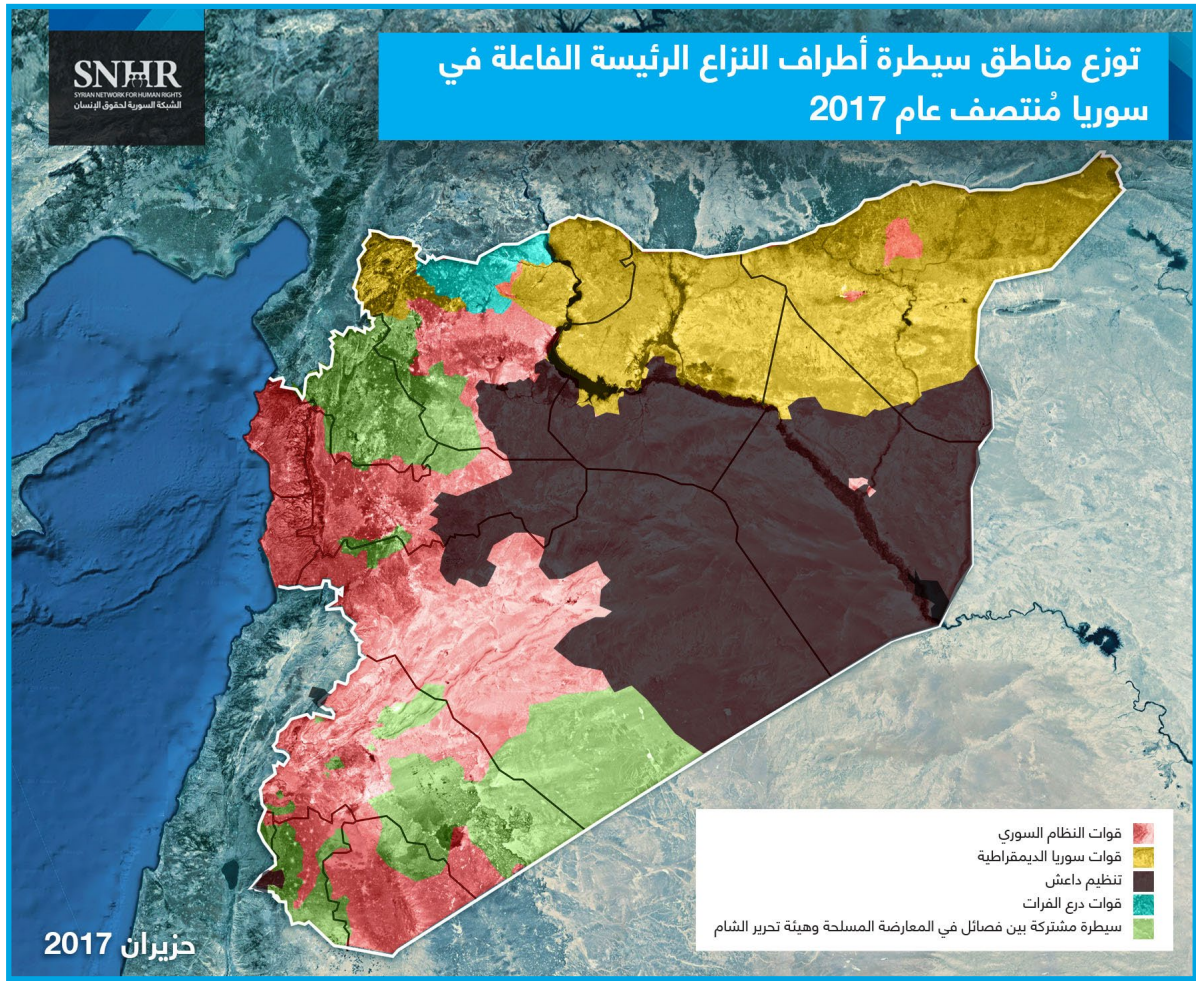 SNHR
SYRIAN NETWORK FOR HUMAN RIGHTS
الشبكة السورية لحقوق الإنسان
توزع مناطق سيطرة أطراف النزاع الرئيسة الفاعلة في
سوريا مُنتصف عام 2017
قوات النظام السوري
قوات سوريا الديمقراطية
تنظيم داعش
قوات درع الفرات
سيطرة مشتركة بين فصائل في المعارضة المسلحة وهيئة تحرير الشام
حزيران 2017